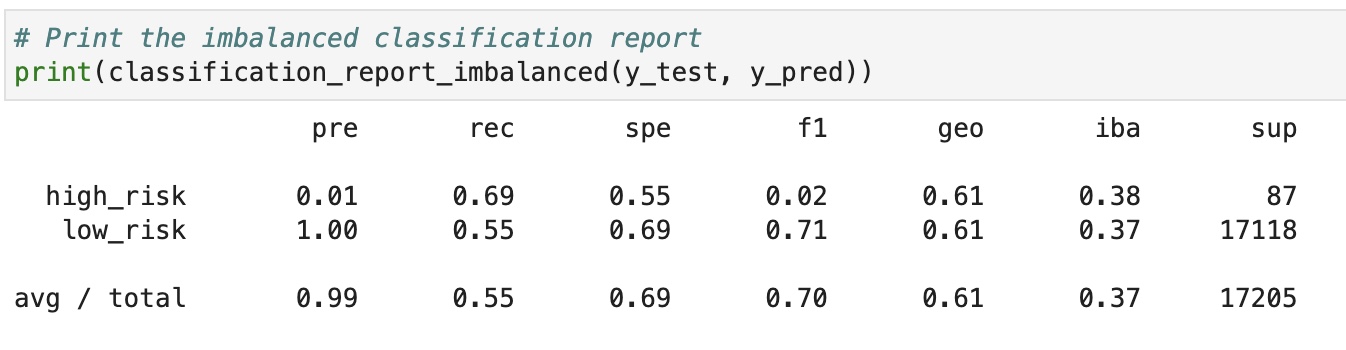 # Print the imbalanced classification report
print(classification_report_imbalanced(y_test, y_pred))
pre rec spe f1 geo iba sup
high_risk 0.01 0.69 0.55 0.02 0.61 0.38 87
low_risk 1.00 0.55 0.69 0.71 0.61 0.37 17118
avg / total 0.99 0.55 0.69 0.70 0.61 0.37 17205